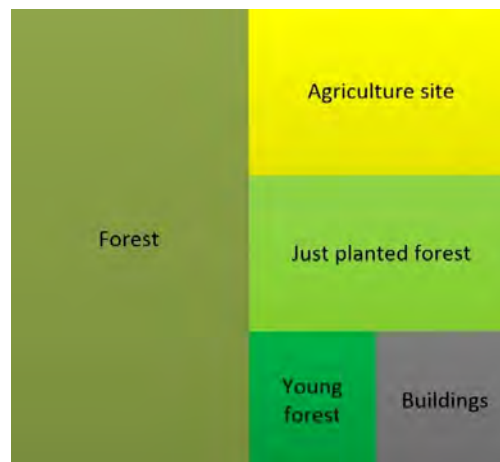 Agriculture site
Forest
Just planted forest
Young
forest
Buildings